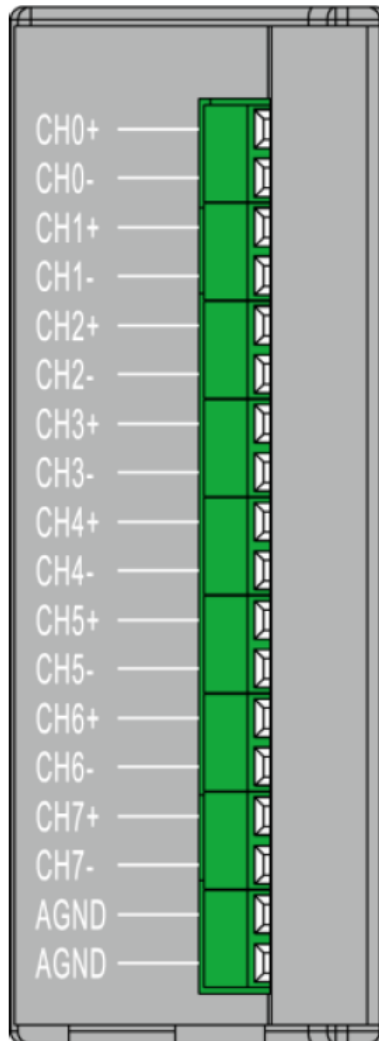 CH0+
CH0-
CH1+
CH1-
CH2+
CH2-
CH3+
CH3-
CH4+
CH4-
CH5+
CH5-
CH6+
CH6-
CH7+
CH7-
AGND
AGND